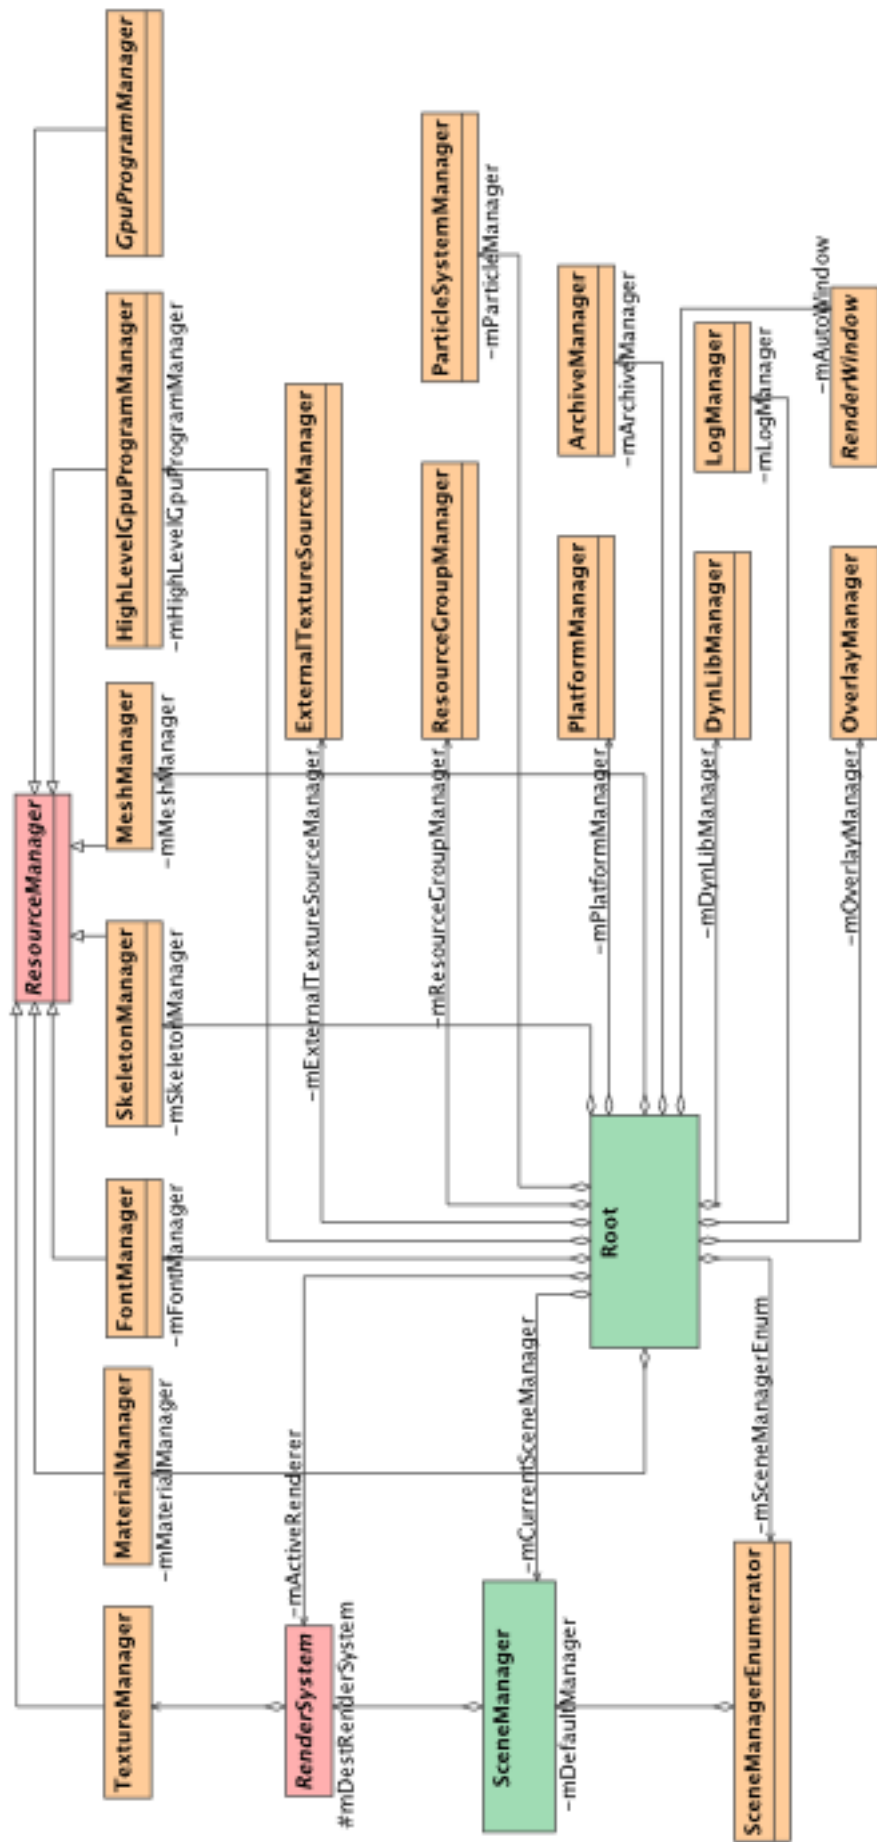 ResourceManager
TextureManager
MaterialManager
-mMaterialManager
FontManager
-mFontManager
SkeletonManager
-mSkeletonManager
MeshManager
-mMeshManager
HighLevelGpuProgramManager
-mHighLevelGpuProgramManager
GpuProgramManager
RenderSystem
#mDestRenderSystem
-mActiveRenderer
-mExternalTextureSourceManager
ExternalTextureSourceManager
-mResourceGroupManager
ResourceGroupManager
ParticleSystemManager
-mParticleManager
SceneManager
-mDefaultManager
-mCurrentSceneManager
Root
-mPlatformManager
PlatformManager
ArchiveManager
-mArchiveManager
-mDynLibManager
DynLibManager
LogManager
-mLogManager
SceneManagerEnumerator
-mSceneManagerEnum
-mOverlayManager
OverlayManager
-mAutoWindow
RenderWindow